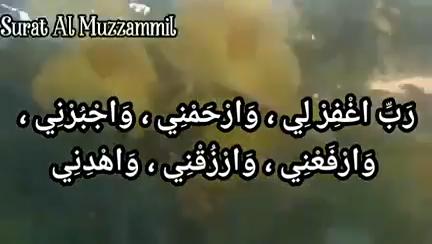 Surat Al Muzzammil
رَبِّ اغْفِرْ لِي ، وَارْحَمْنِي ، وَاجْبُرْنِي ،
وَارْفَعْنِي ، وَارْزُقْنِي ، وَاهْدِنِي